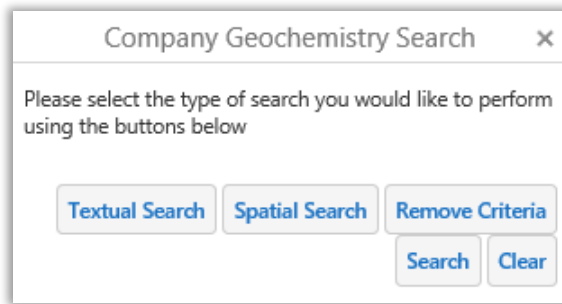 Company Geochemistry Search ×
Please select the type of search you would like to perform
using the buttons below
Textual Search Spatial Search Remove Criteria
Search Clear